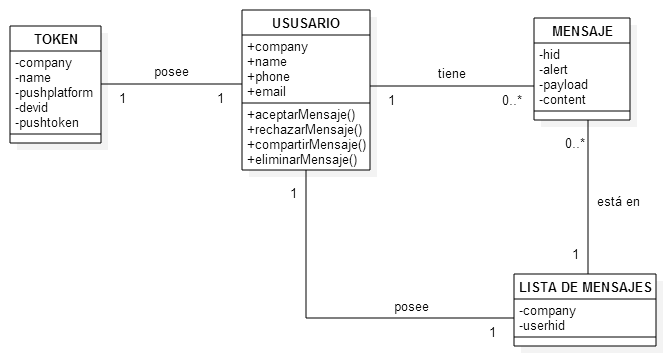 TOKEN
-company
-name
-pushplatform
-devid
-pushtoken
posee
1
1
USUSARIO
+company
+name
+phone
+email
+aceptarMensaje()
+rechazarMensaje()
+compartirMensaje()
+eliminarMensaje()
tiene
1
0..*
MENSAJE
-hid
-alert
-payload
-content
0..*
está en
1
1
posee
1
LISTA DE MENSAJES
-company
-userhid